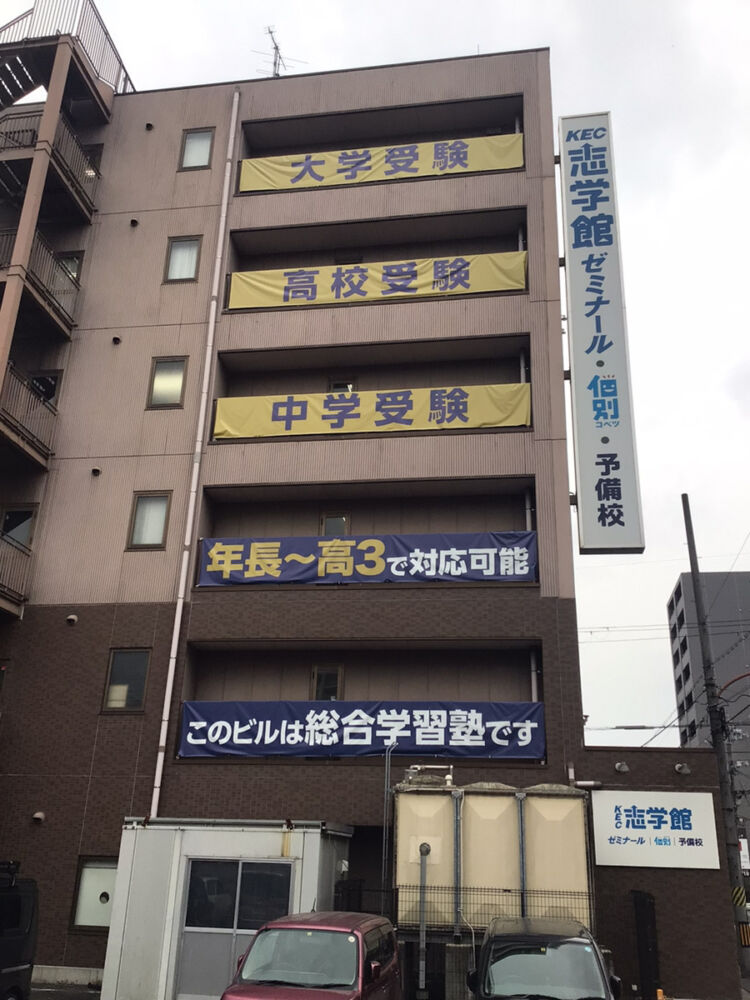 大学受験
高校受験
中学受験
年長〜高3で対応可能
このビルは総合学習塾です
KEC
志学館
ゼミナール・個別・予備校
コベツ
KEC 志学館
ゼミナール|個別|予備校